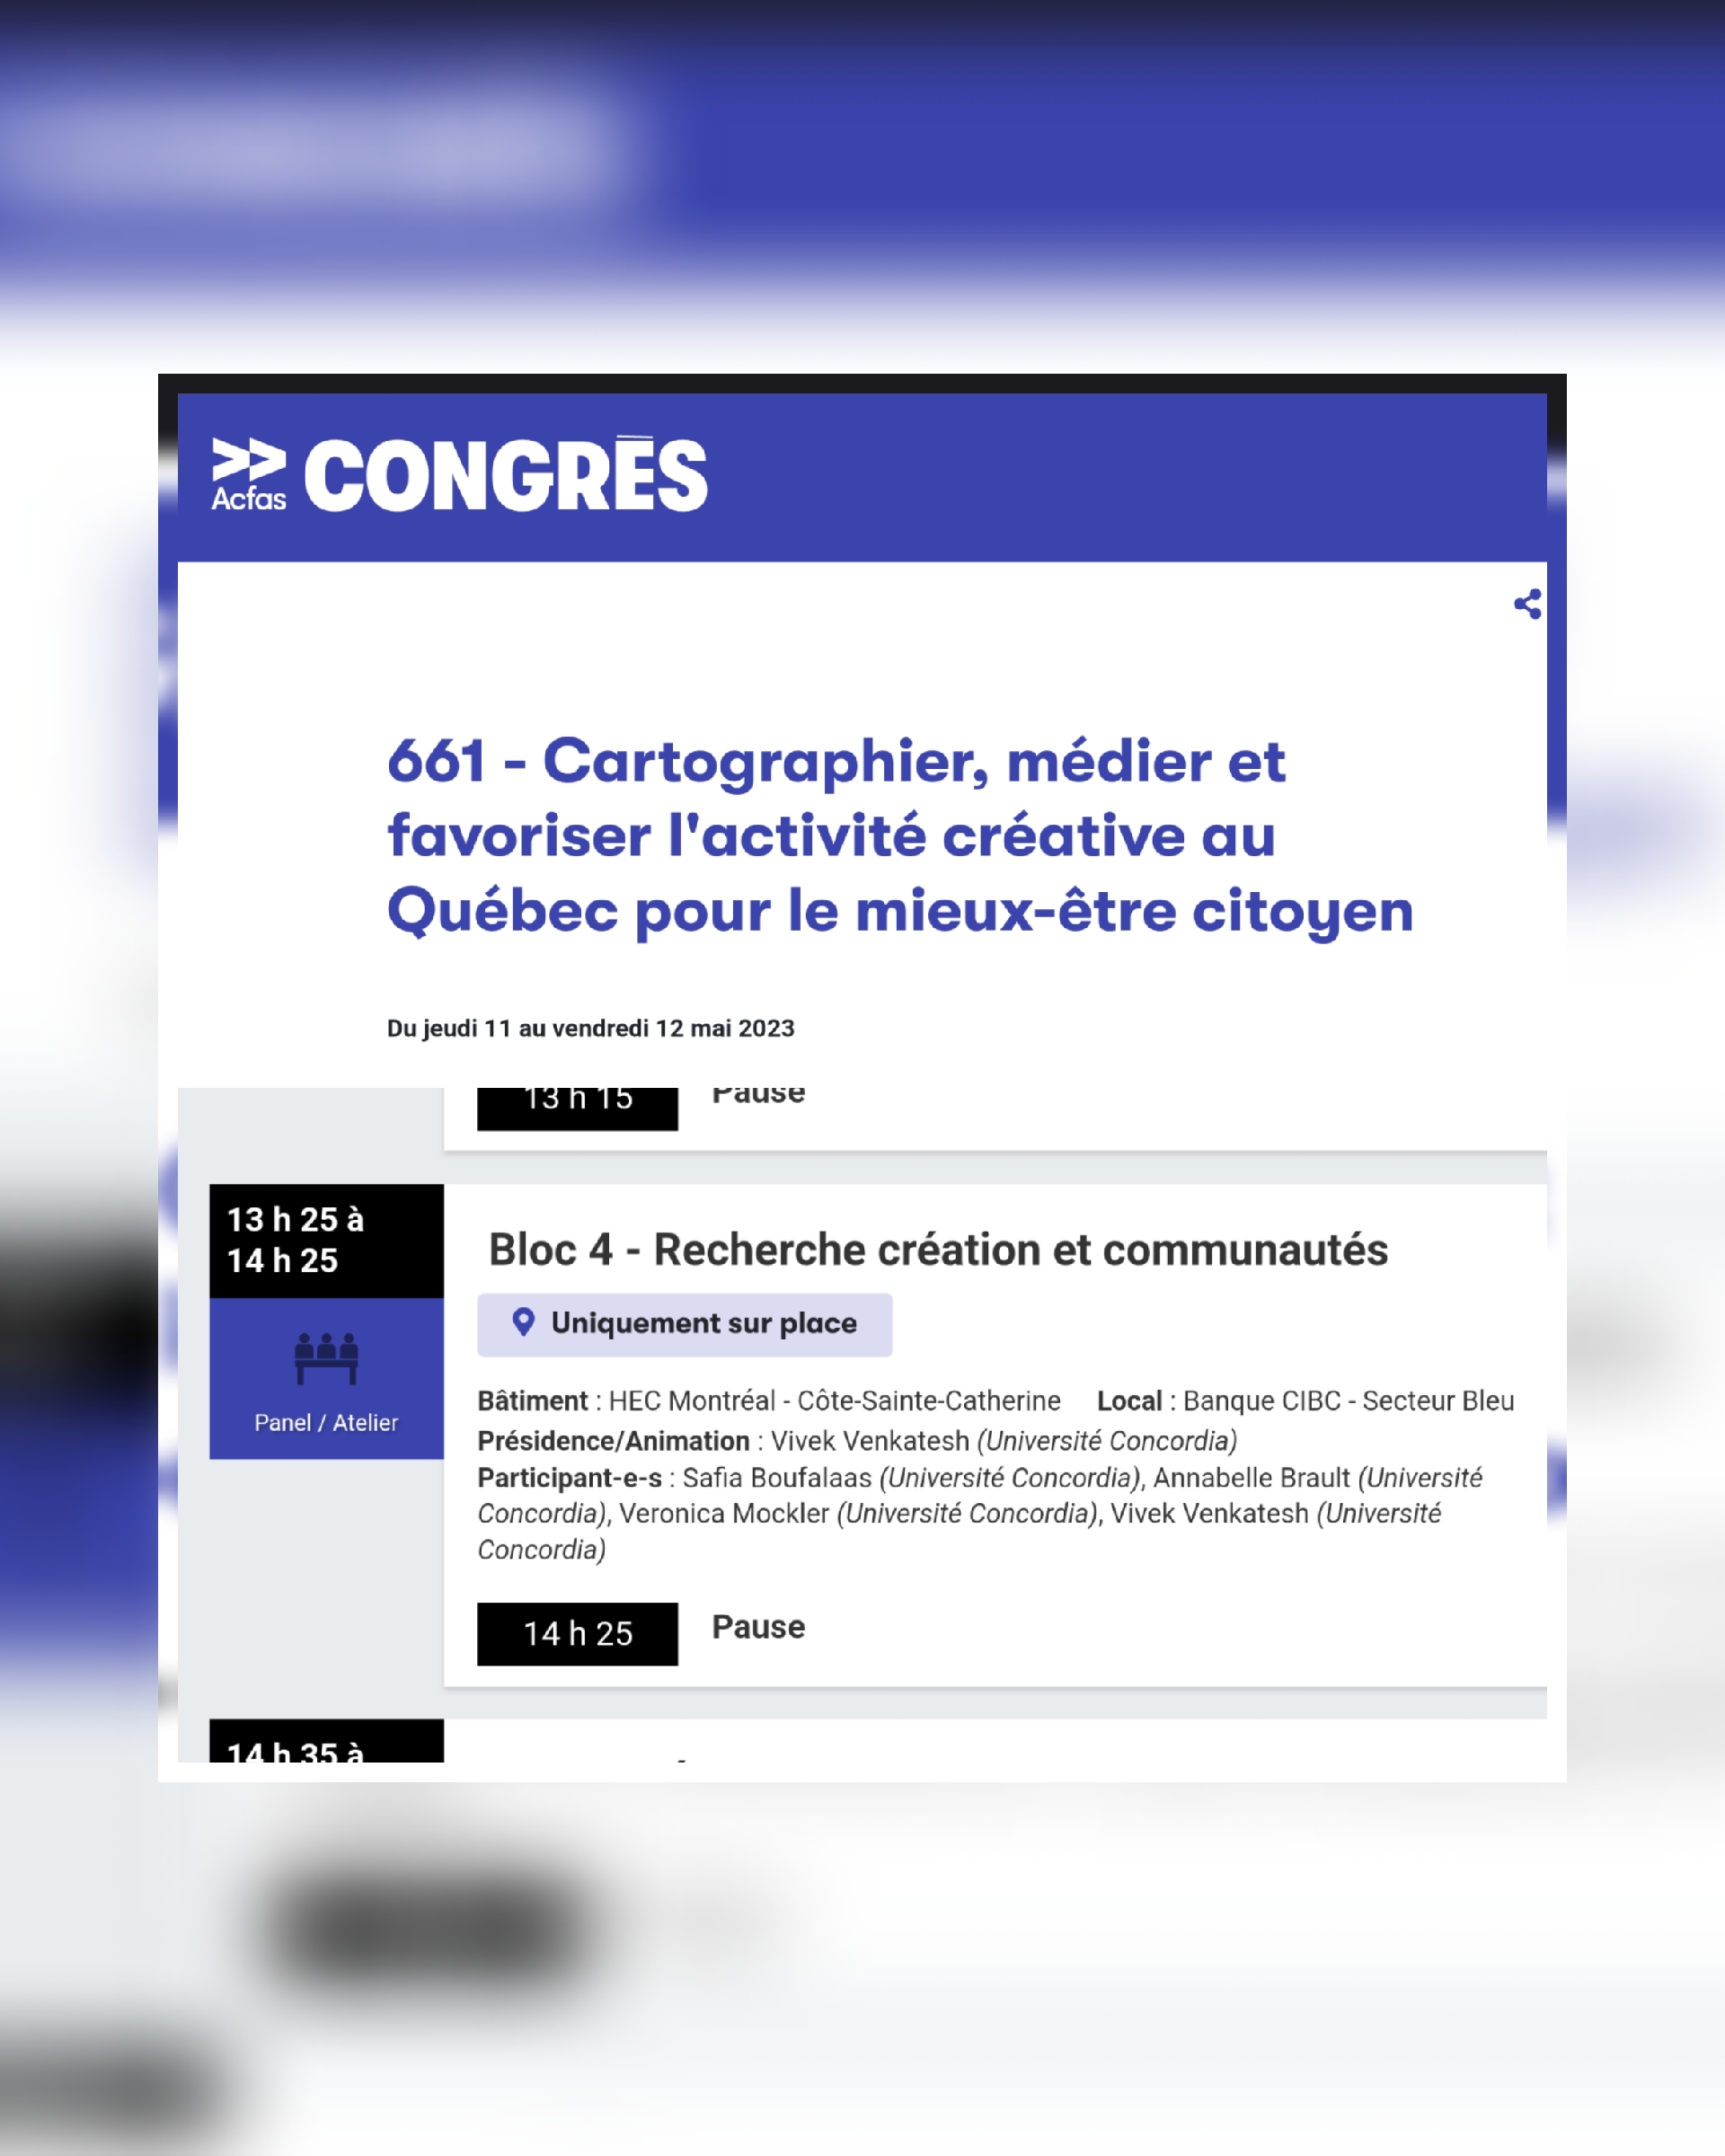 Acfas CONGRÈS
661 - Cartographier, médier et
favoriser l'activité créative au
Québec pour le mieux-être citoyen
Du jeudi 11 au vendredi 12 mai 2023
13 h 15 Pause
13 h 25 à
14 h 25
Panel / Atelier
Bloc 4 - Recherche création et communautés
Uniquement sur place
Bâtiment : HEC Montréal - Côte-Sainte-Catherine Local : Banque CIBC - Secteur Bleu
Présidence/Animation : Vivek Venkatesh (Université Concordia)
Participant-e-s : Safia Boufalaas (Université Concordia), Annabelle Brault (Université
Concordia), Veronica Mockler (Université Concordia), Vivek Venkatesh (Université
Concordia)
14 h 25 Pause
14 h 35 à